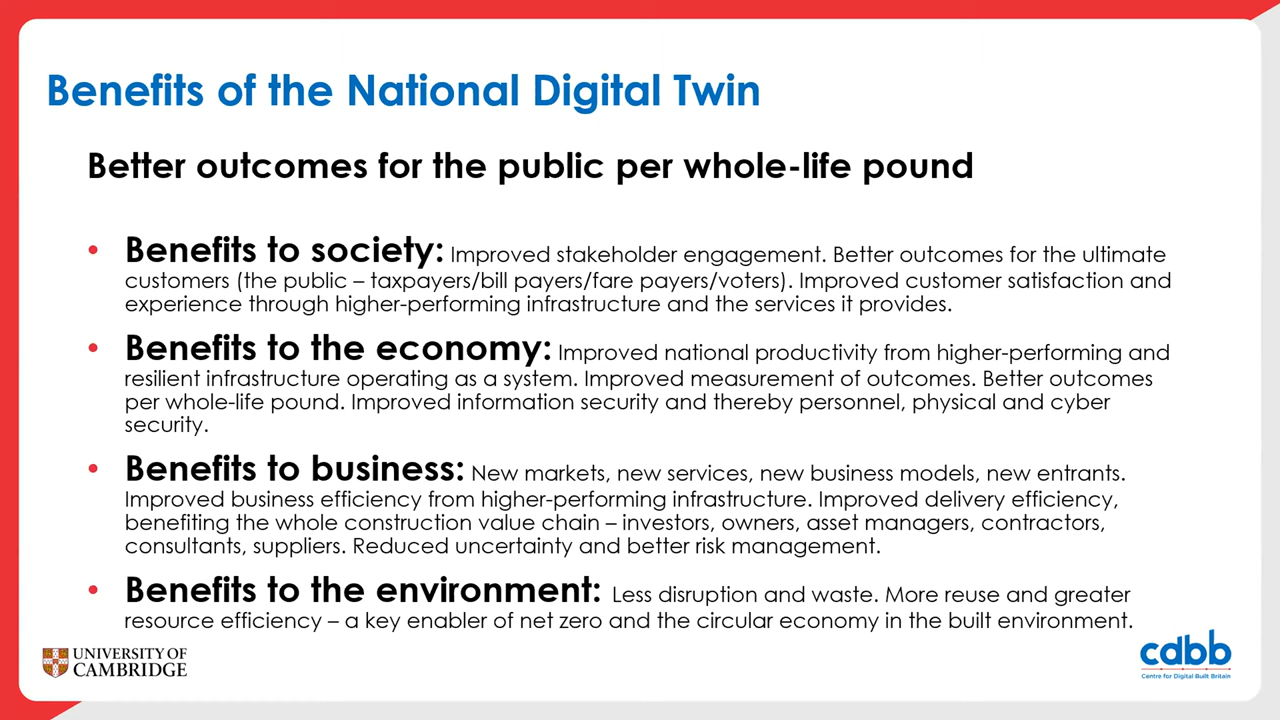 Benefits of the National Digital Twin
Better outcomes for the public per whole-life pound
• Benefits to society: Improved stakeholder engagement. Better outcomes for the ultimate
customers (the public – taxpayers/bill payers/fare payers/voters). Improved customer satisfaction and
experience through higher-performing infrastructure and the services it provides.
• Benefits to the economy: Improved national productivity from higher-performing and
resilient infrastructure operating as a system. Improved measurement of outcomes. Better outcomes
per whole-life pound. Improved information security and thereby personnel, physical and cyber
security.
• Benefits to business: New markets, new services, new business models, new entrants.
Improved business efficiency from higher-performing infrastructure. Improved delivery efficiency,
benefiting the whole construction value chain – investors, owners, asset managers, contractors,
consultants, suppliers. Reduced uncertainty and better risk management.
• Benefits to the environment: Less disruption and waste. More reuse and greater
resource efficiency – a key enabler of net zero and the circular economy in the built environment.
UNIVERSITY OF
CAMBRIDGE
cdbb
Centre for Digital Built Britain